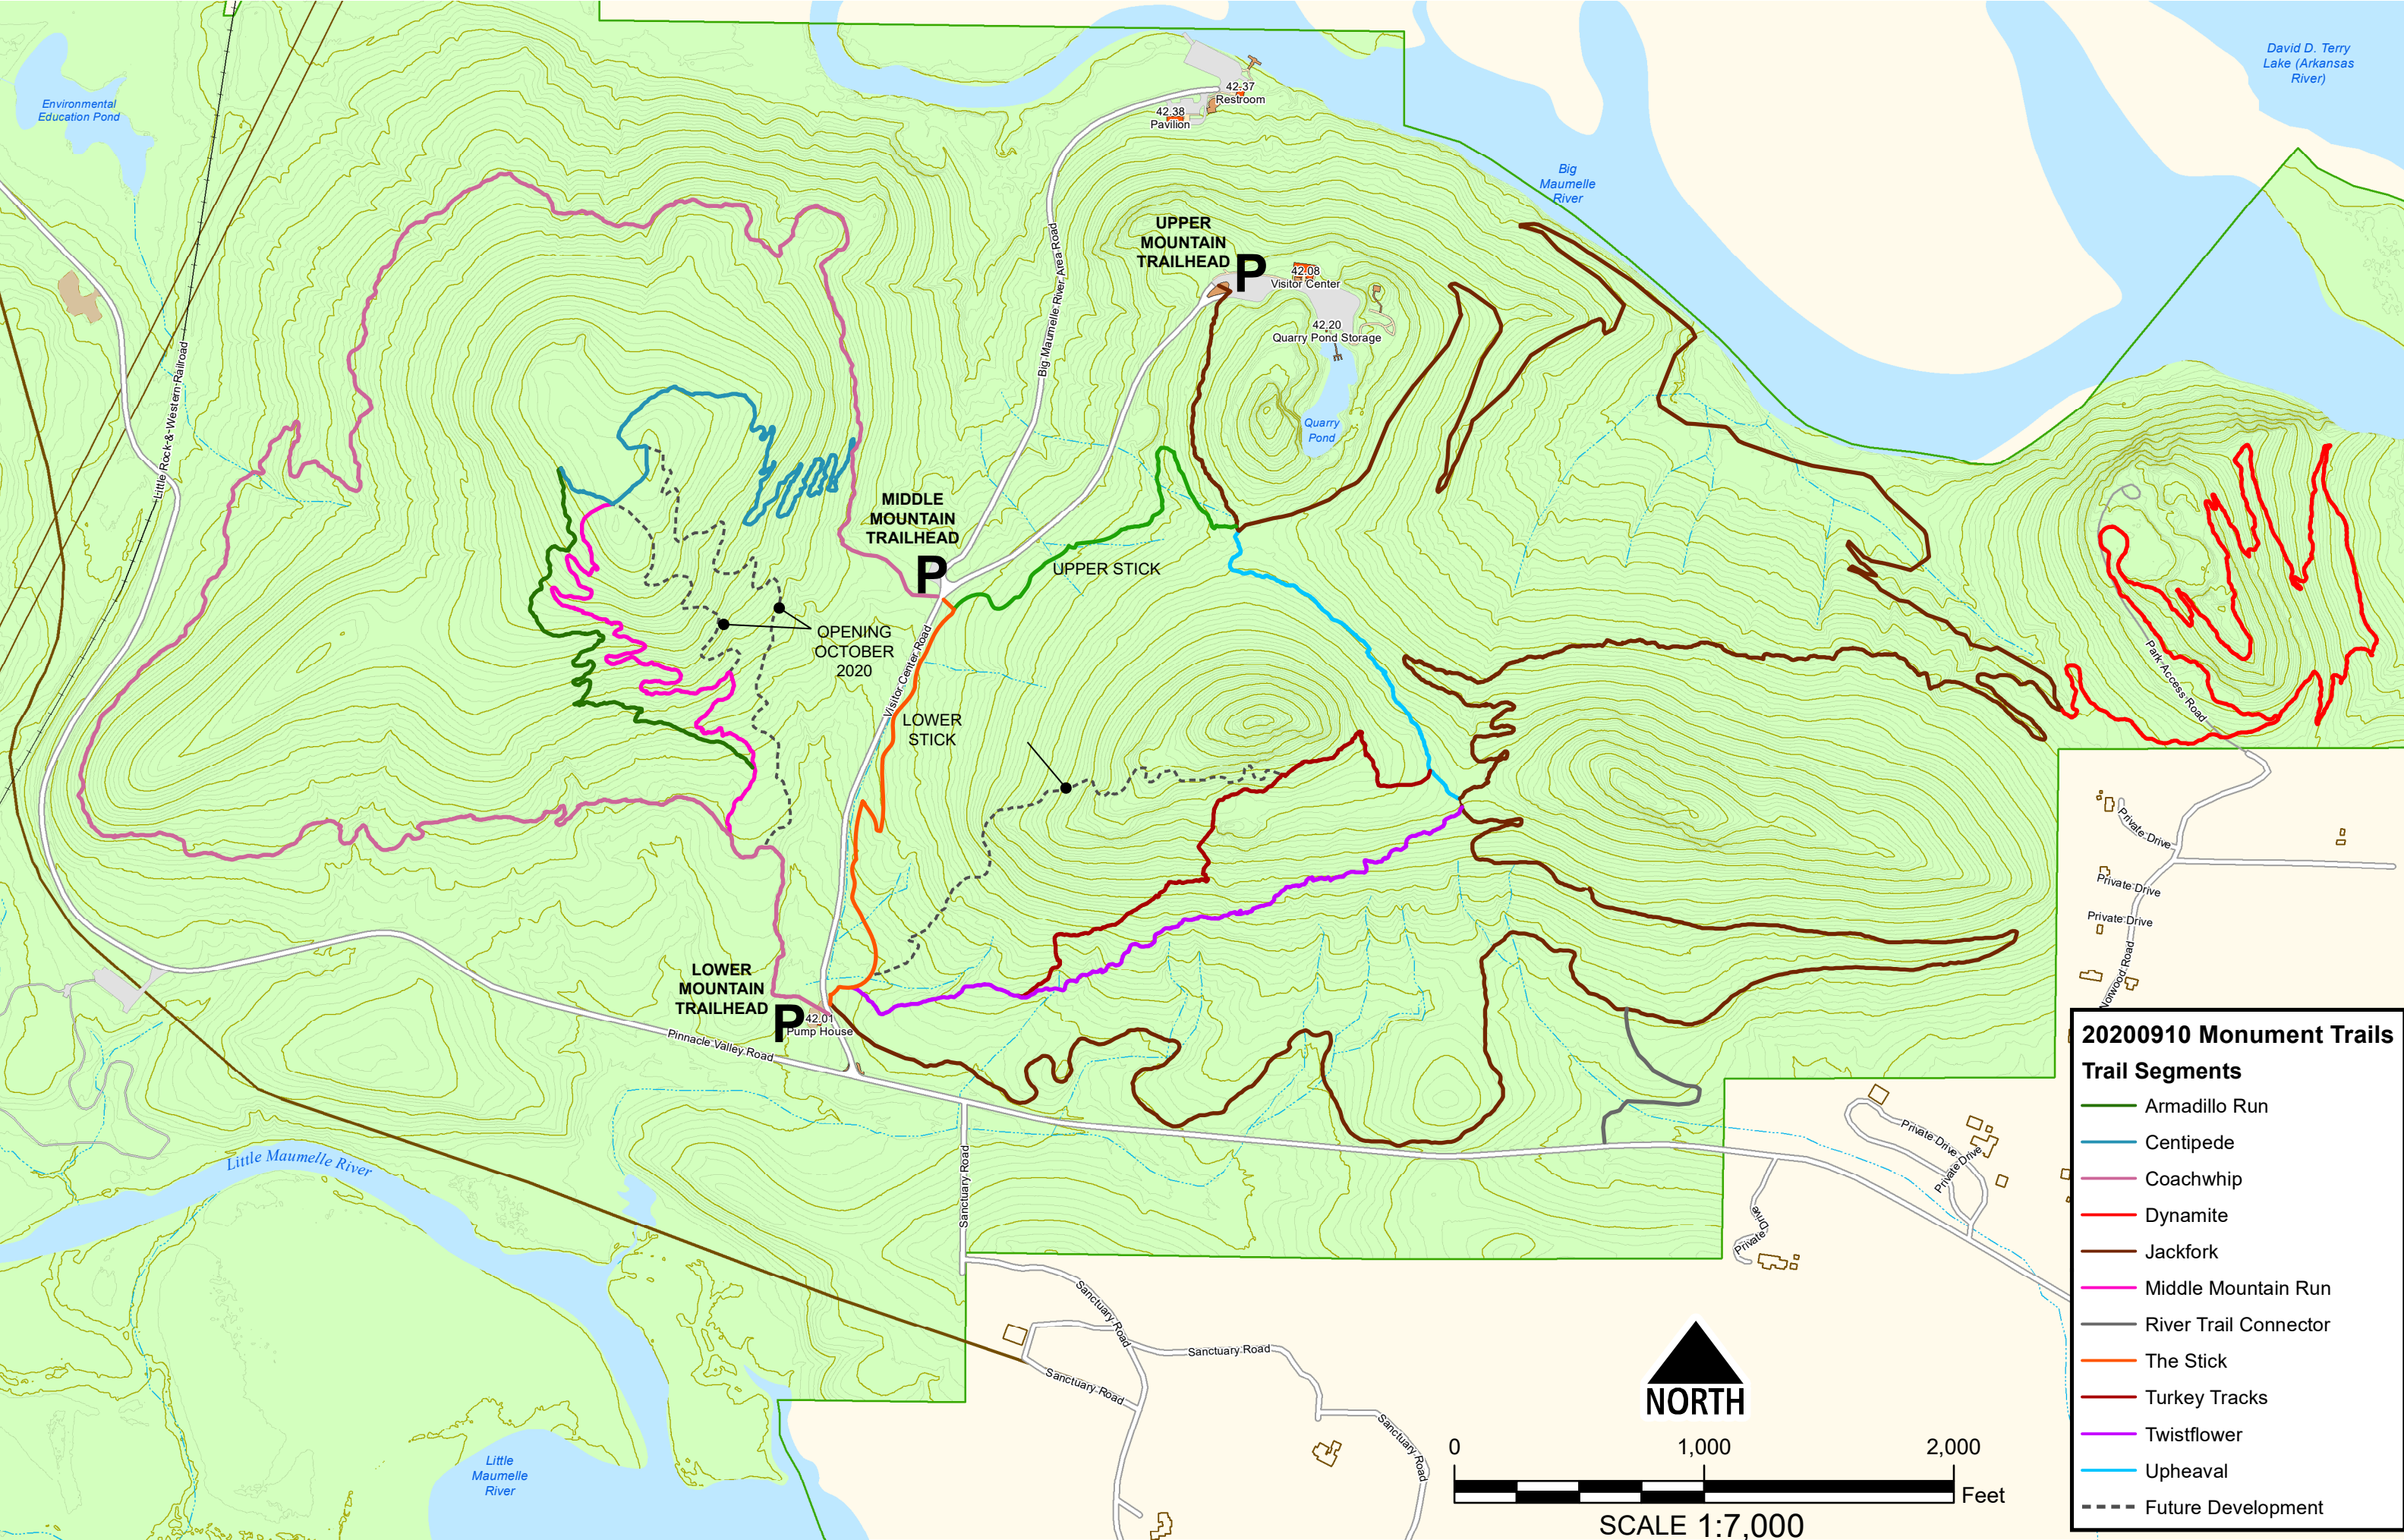 David D. Terry
Lake (Arkansas
River)
Environmental
Education Pond
42.37
Restroom
42.38
Pavilion
Big
Maumelle
River
UPPER
MOUNTAIN
TRAILHEAD
P
42.08
Visitor Center
42.20
Quarry Pond Storage
Quarry
Pond
Big Maumelle River Area Road
Little Rock & Western Railroad
MIDDLE
MOUNTAIN
TRAILHEAD
P
UPPER STICK
OPENING
OCTOBER
2020
Visitor Center Road
LOWER
STICK
Park Access Road
Private Drive
Private Drive
Private Drive
Norwood Road
LOWER
MOUNTAIN
TRAILHEAD
P
42.01
Pump House
Pinnacle Valley Road
Little Maumelle River
Sanctuary Road
Private Drive
Private Drive
Private Drive
Sanctuary Road
Sanctuary Road
Sanctuary Road
Sanctuary Road
Little
Maumelle
River
NORTH
0 1,000 2,000
Feet
SCALE 1:7,000
20200910 Monument Trails
Trail Segments
Armadillo Run
Centipede
Coachwhip
Dynamite
Jackfork
Middle Mountain Run
River Trail Connector
The Stick
Turkey Tracks
Twistflower
Upheaval
Future Development